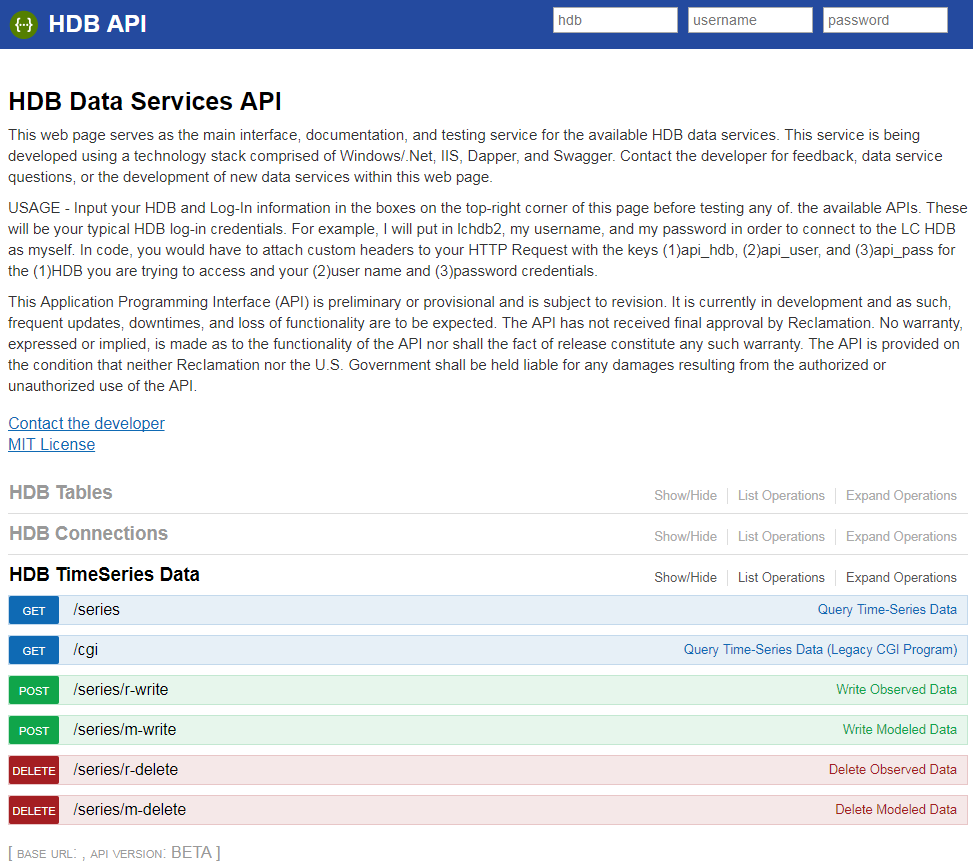 {···} HDB API hdb username password
HDB Data Services API
This web page serves as the main interface, documentation, and testing service for the available HDB data services. This service is being
developed using a technology stack comprised of Windows/.Net, IIS, Dapper, and Swagger. Contact the developer for feedback, data service
questions, or the development of new data services within this web page.
USAGE - Input your HDB and Log-In information in the boxes on the top-right corner of this page before testing any of. the available APIs. These
will be your typical HDB log-in credentials. For example, I will put in lchdb2, my username, and my password in order to connect to the LC HDB
as myself. In code, you would have to attach custom headers to your HTTP Request with the keys (1)api_hdb, (2)api_user, and (3)api_pass for
the (1)HDB you are trying to access and your (2)user name and (3)password credentials.
This Application Programming Interface (API) is preliminary or provisional and is subject to revision. It is currently in development and as such,
frequent updates, downtimes, and loss of functionality are to be expected. The API has not received final approval by Reclamation. No warranty,
expressed or implied, is made as to the functionality of the API nor shall the fact of release constitute any such warranty. The API is provided on
the condition that neither Reclamation nor the U.S. Government shall be held liable for any damages resulting from the authorized or
unauthorized use of the API.
Contact the developer
MIT License
HDB Tables Show/Hide List Operations Expand Operations
HDB Connections Show/Hide List Operations Expand Operations
HDB TimeSeries Data Show/Hide List Operations Expand Operations
GET /series Query Time-Series Data
GET /cgi Query Time-Series Data (Legacy CGI Program)
POST /series/r-write Write Observed Data
POST /series/m-write Write Modeled Data
DELETE /series/r-delete Delete Observed Data
DELETE /series/m-delete Delete Modeled Data
[ BASE URL: , API VERSION: BETA ]